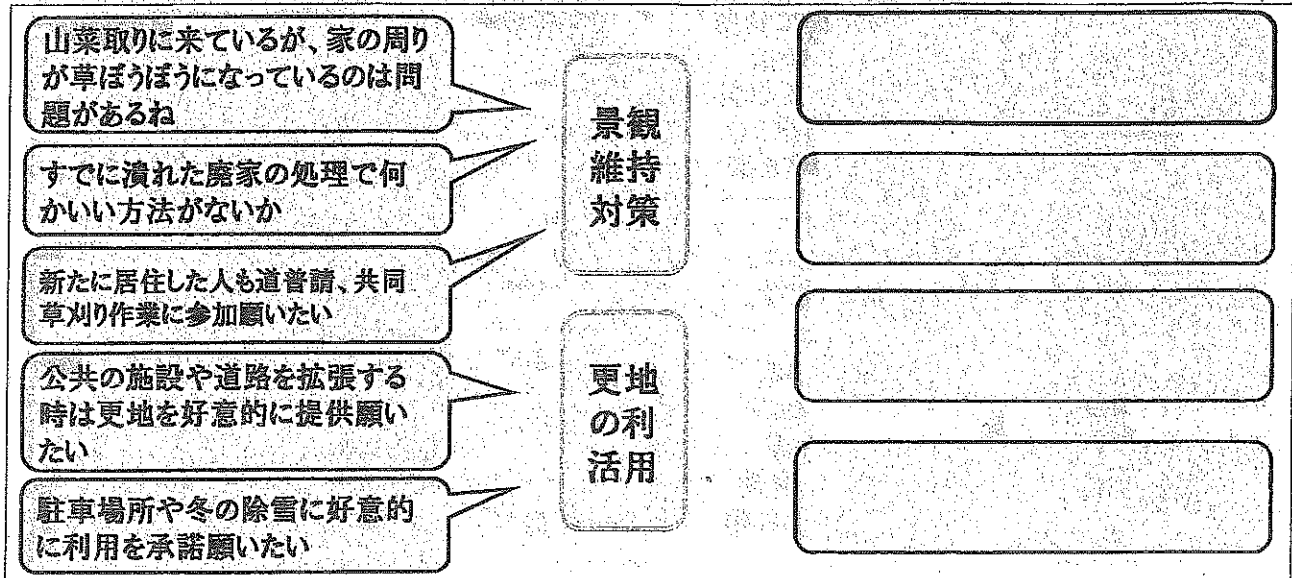 山菜取りに来ているが、家の周り
が草ぼうぼうになっているのは問
題があるね
すでに潰れた廃家の処理で何
かいい方法がないか
新たに居住した人も道普請、共同
草刈り作業に参加願いたい
公共の施設や道路を拡張する
時は更地を好意的に提供願い
たい
駐車場所や冬の除雪に好意的
に利用を承諾願いたい
景観
維持
対策
更地
の利
活用